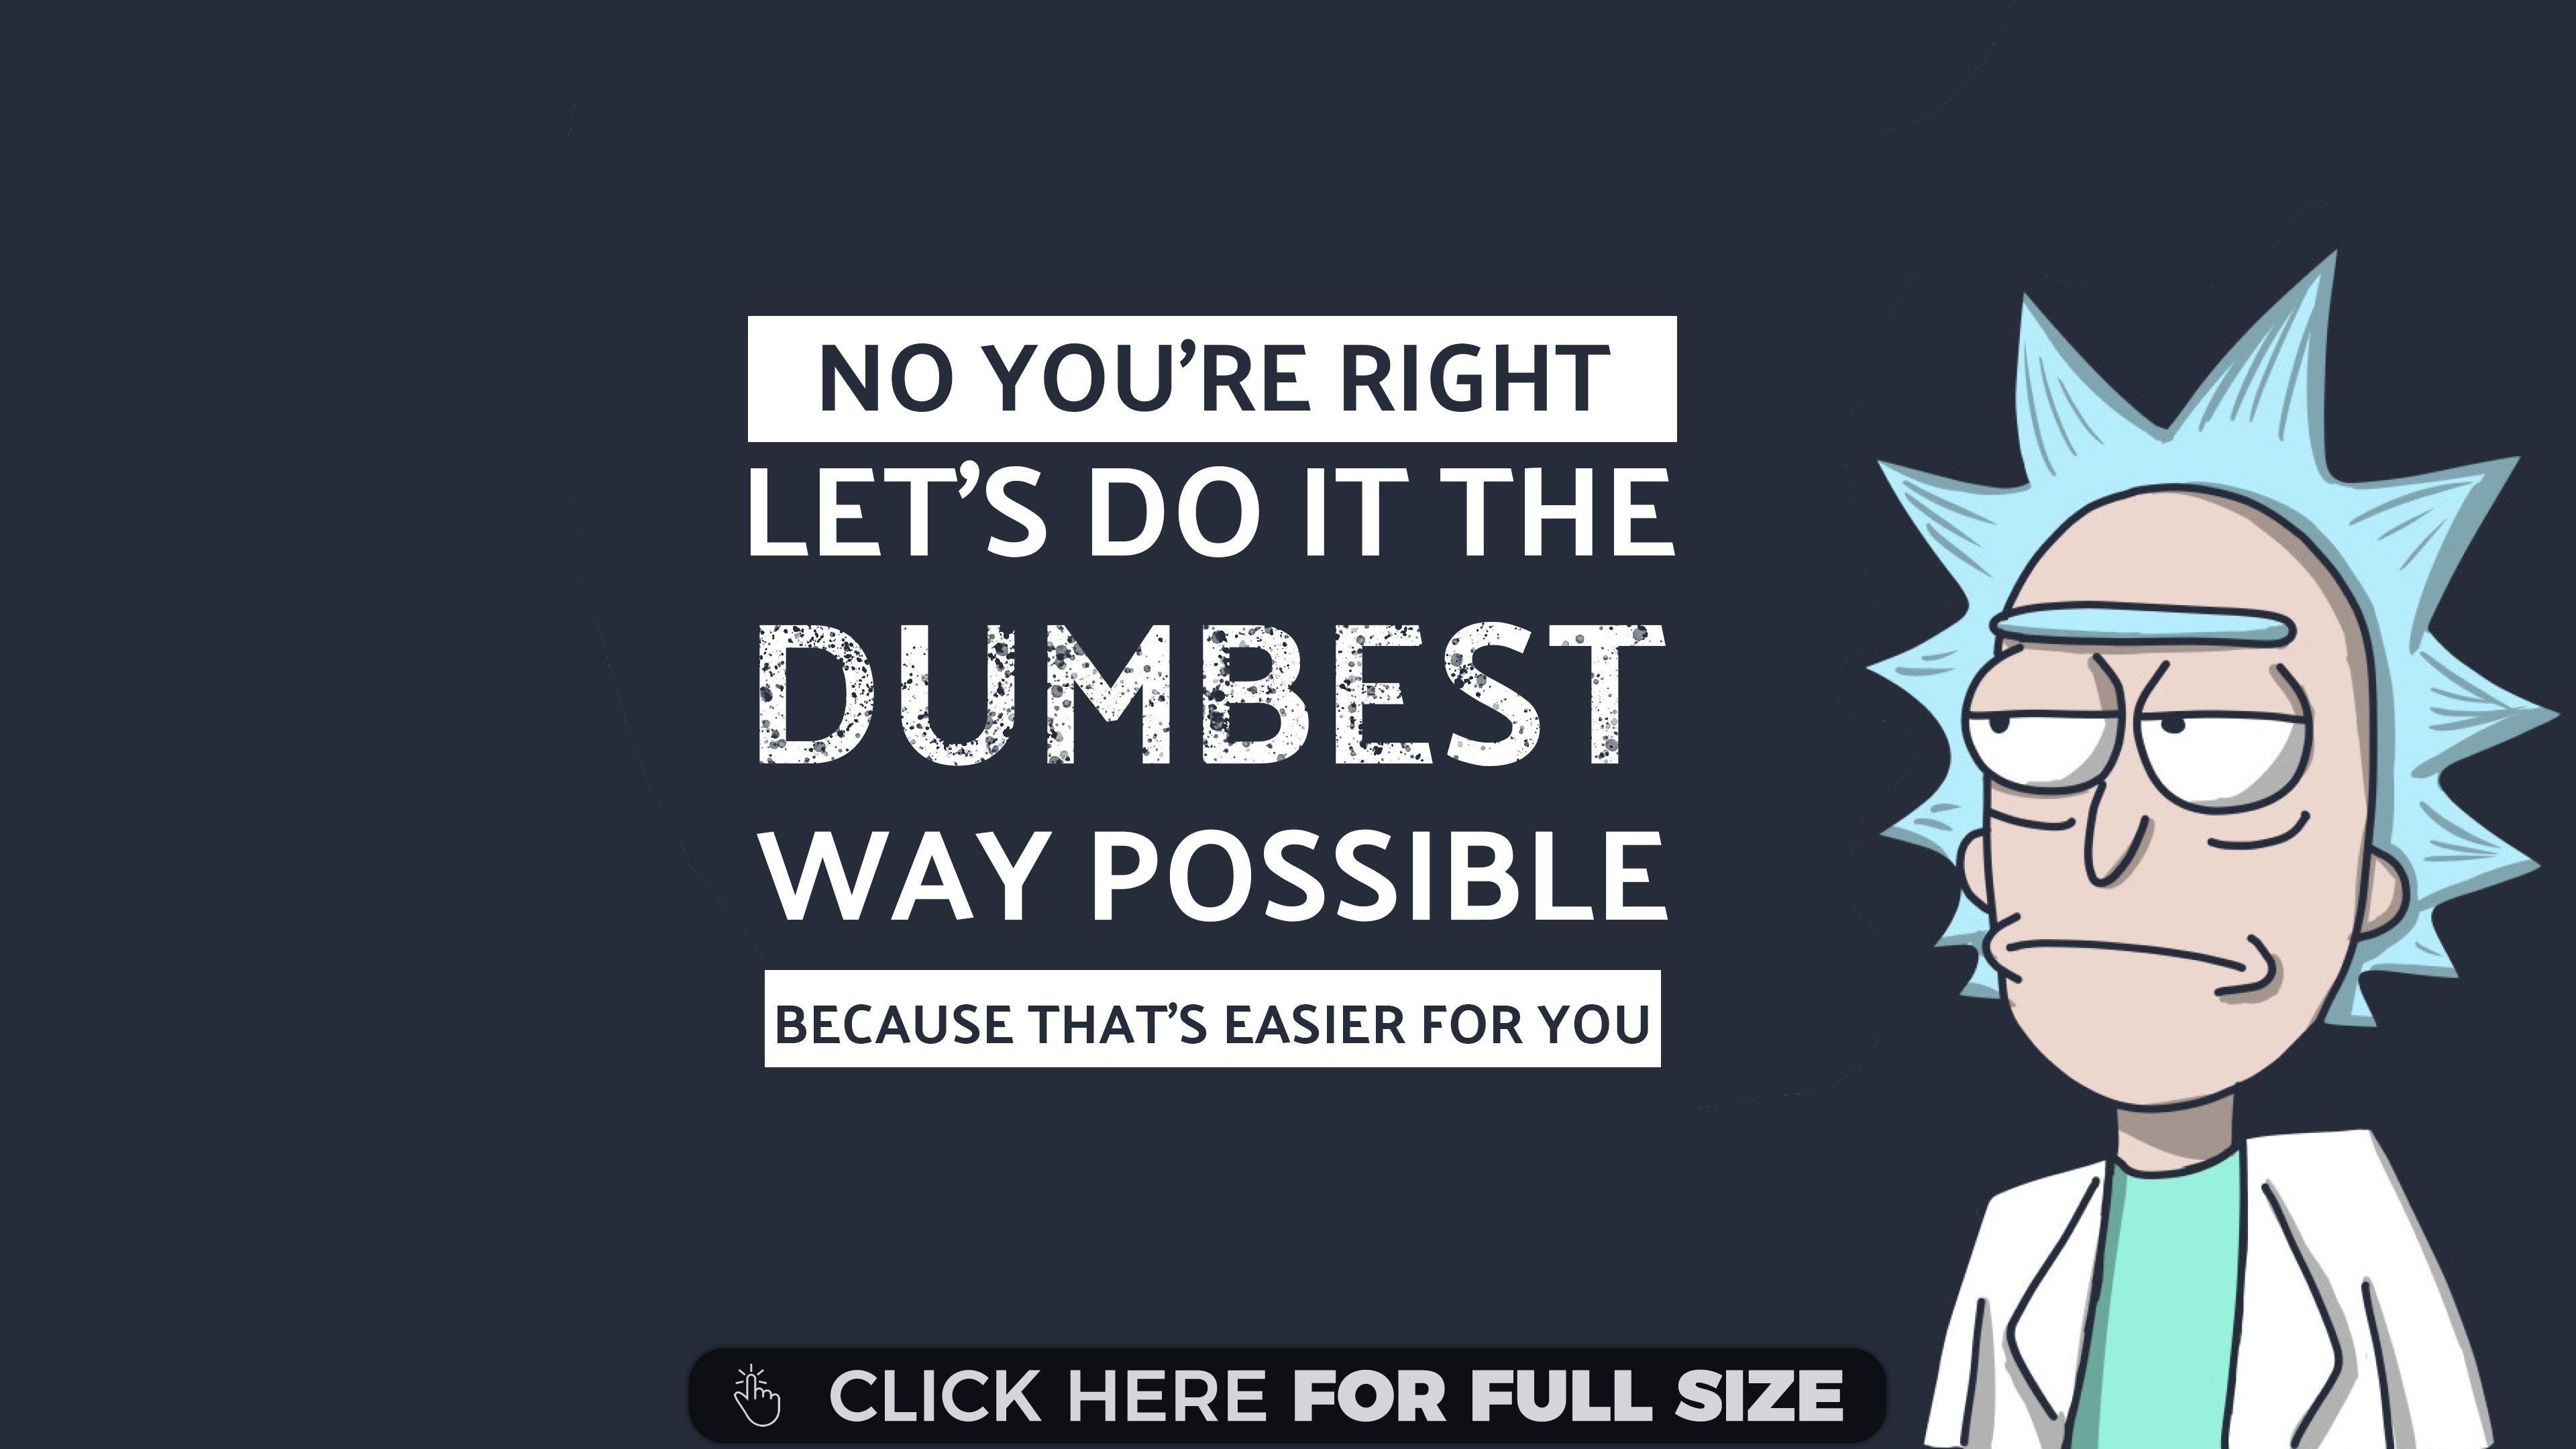 NO YOU’RE RIGHT
LET’S DO IT THE
DUMBEST
WAY POSSIBLE
BECAUSE THAT’S EASIER FOR YOU
CLICK HERE FOR FULL SIZE